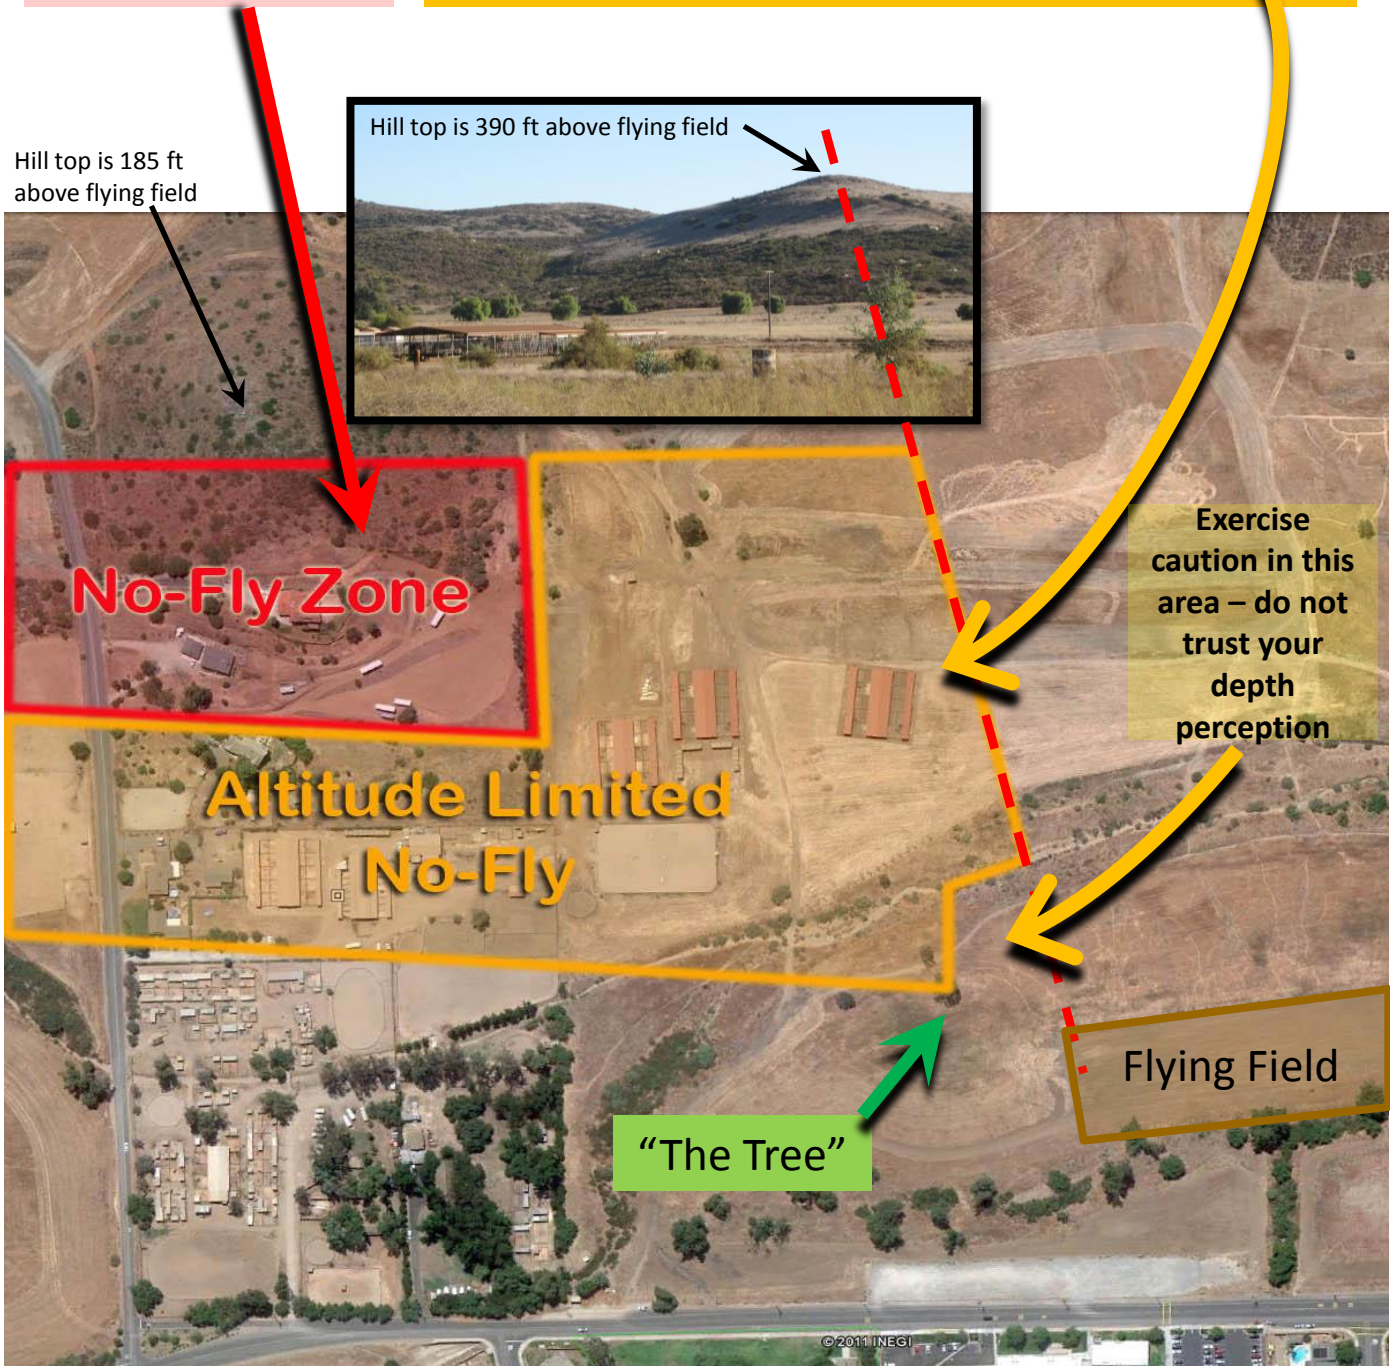 Hill top is 390 ft above flying field
Hill top is 185 ft
above flying field
No-Fly Zone
Exercise
caution in this
area – do not
trust your
depth
perception
Altitude Limited
No-Fly
Flying Field
“The Tree”
© 2011 INEGI